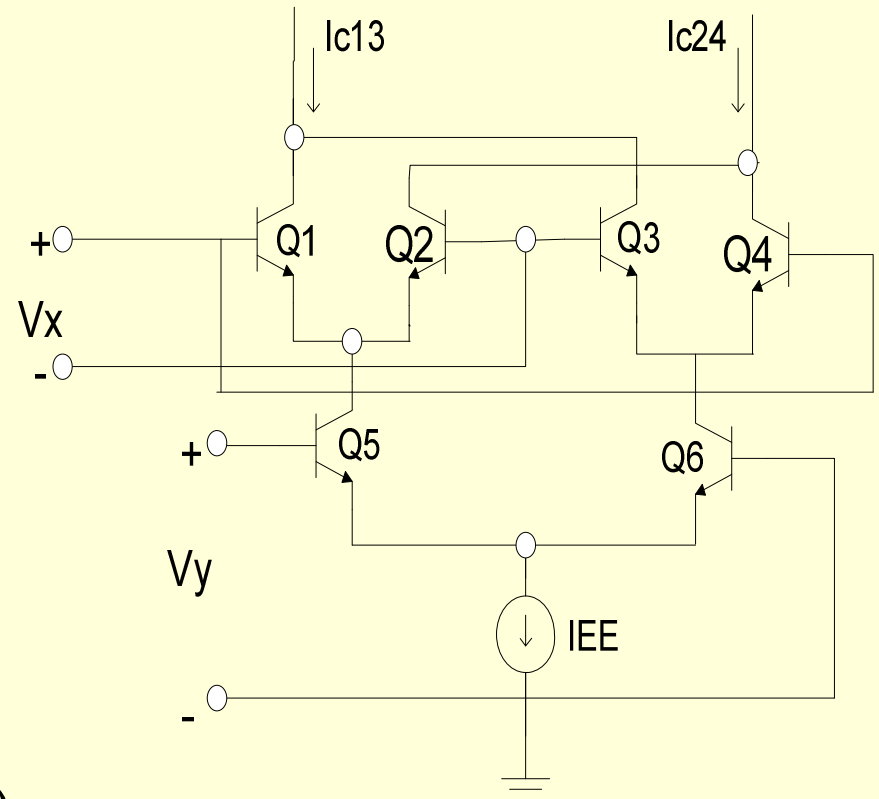 Ic13 Ic24
+ Q1 Q2 Q3 Q4
Vx
-
+ Q5 Q6
Vy
IEE
-
)